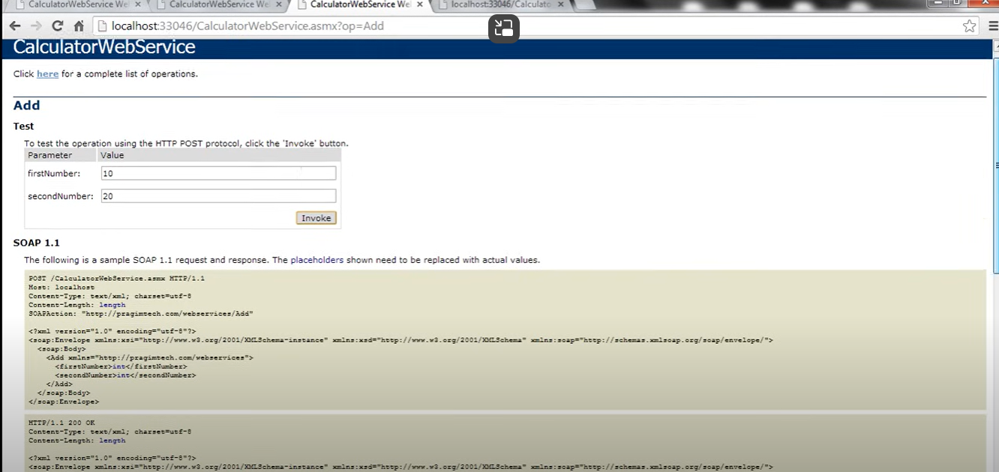 CalculatorWebService We
CalculatorWebService We
CalculatorWebService We
localhost:33046/Calculato
localhost:33046/CalculatorWebService.asmx?op=Add
CalculatorWebService
Click here for a complete list of operations.
Add
Test
To test the operation using the HTTP POST protocol, click the 'Invoke' button.
Parameter Value
firstNumber: 10
secondNumber: 20
Invoke
SOAP 1.1
The following is a sample SOAP 1.1 request and response. The placeholders shown need to be replaced with actual values.
POST /CalculatorWebService.asmx HTTP/1.1
Host: localhost
Content-Type: text/xml; charset=utf-8
Content-Length: length
SOAPAction: "http://pragimtech.com/webservices/Add"
<?xml version="1.0" encoding="utf-8"?>
<soap:Envelope xmlns:xsi="http://www.w3.org/2001/XMLSchema-instance" xmlns:xsd="http://www.w3.org/2001/XMLSchema" xmlns:soap="http://schemas.xmlsoap.org/soap/envelope/">
<soap:Body>
<Add xmlns="http://pragimtech.com/webservices">
<firstNumber>int</firstNumber>
<secondNumber>int</secondNumber>
</Add>
</soap:Body>
</soap:Envelope>
HTTP/1.1 200 OK
Content-Type: text/xml; charset=utf-8
Content-Length: length
<?xml version="1.0" encoding="utf-8"?>
<soap:Envelope xmlns:xsi="http://www.w3.org/2001/XMLSchema-instance" xmlns:xsd="http://www.w3.org/2001/XMLSchema" xmlns:soap="http://schemas.xmlsoap.org/soap/envelope/">